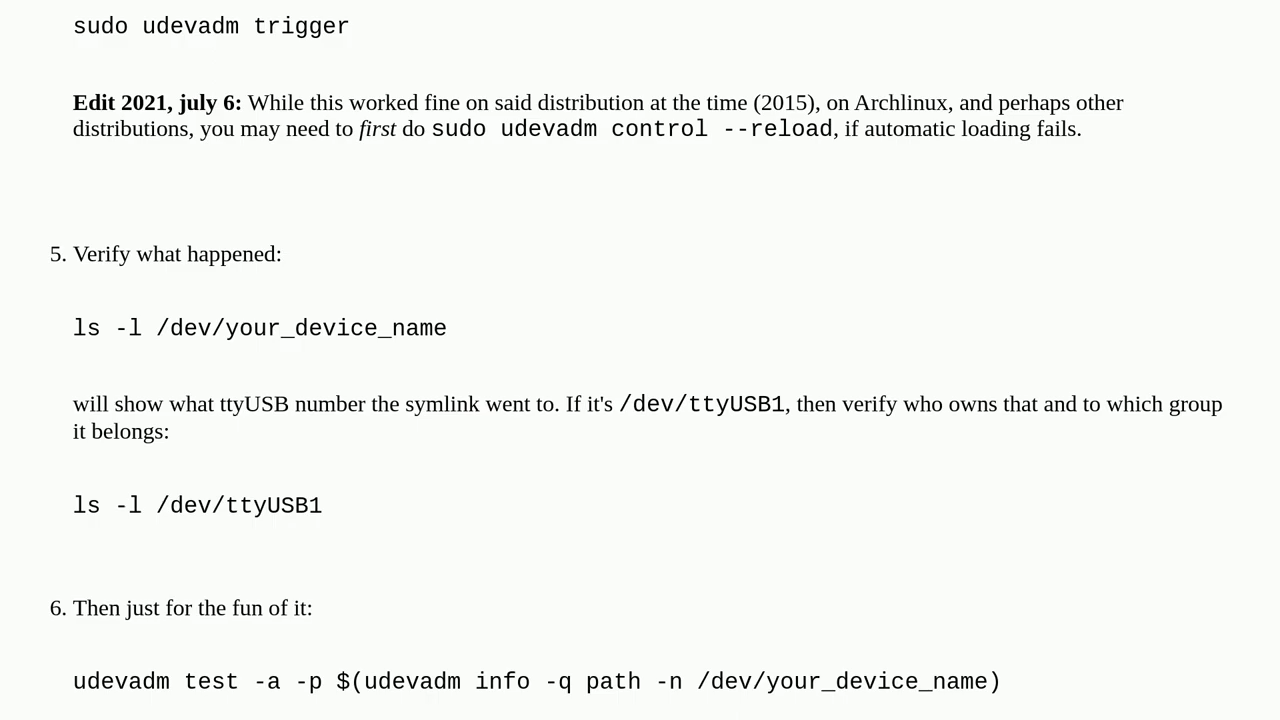 sudo udevadm trigger
Edit 2021, july 6: While this worked fine on said distribution at the time (2015), on Archlinux, and perhaps other
distributions, you may need to first do sudo udevadm control --reload, if automatic loading fails.
5. Verify what happened:
ls -l /dev/your_device_name
will show what ttyUSB number the symlink went to. If it's /dev/ttyUSB1, then verify who owns that and to which group
it belongs:
ls -l /dev/ttyUSB1
6. Then just for the fun of it:
udevadm test -a -p $(udevadm info -q path -n /dev/your_device_name)